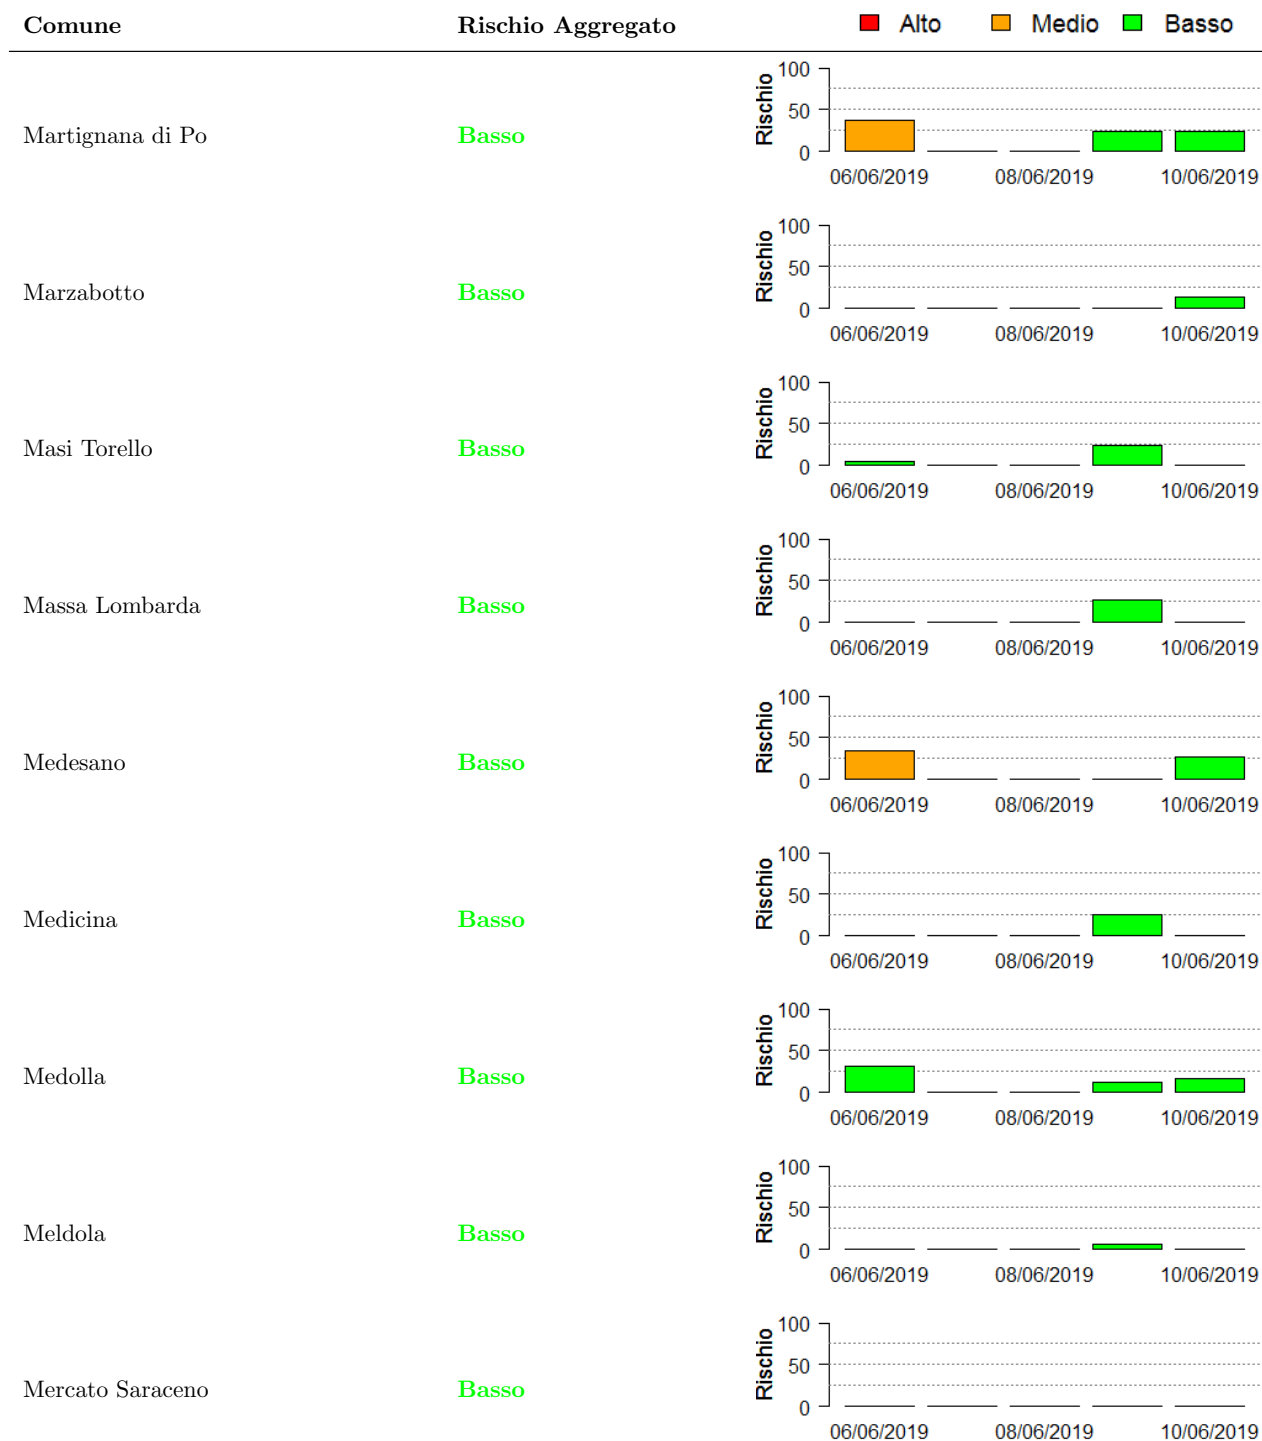 Comune Rischio Aggregato Alto Medio Basso
Martignana di Po Basso Rischio 100 50 0
06/06/2019 08/06/2019 10/06/2019
Marzabotto Basso Rischio 100 50 0
06/06/2019 08/06/2019 10/06/2019
Masi Torello Basso Rischio 100 50 0
06/06/2019 08/06/2019 10/06/2019
Massa Lombarda Basso Rischio 100 50 0
06/06/2019 08/06/2019 10/06/2019
Medesano Basso Rischio 100 50 0
06/06/2019 08/06/2019 10/06/2019
Medicina Basso Rischio 100 50 0
06/06/2019 08/06/2019 10/06/2019
Medolla Basso Rischio 100 50 0
06/06/2019 08/06/2019 10/06/2019
Meldola Basso Rischio 100 50 0
06/06/2019 08/06/2019 10/06/2019
Mercato Saraceno Basso Rischio 100 50 0
06/06/2019 08/06/2019 10/06/2019